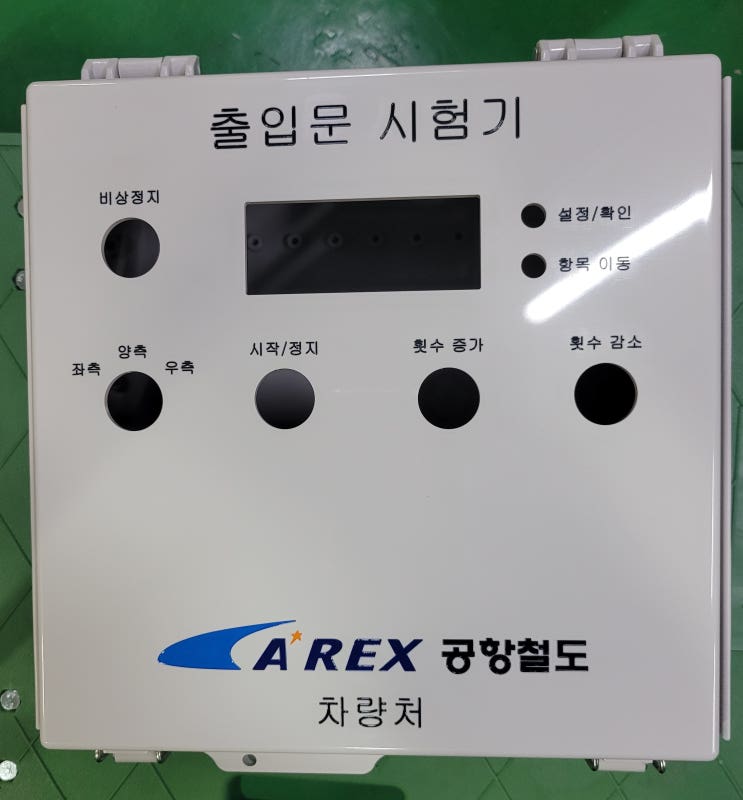 출입문 시험기
비상정지
설정/확인
항목 이동
양측
좌측 우측
시작/정지
횟수 증가
횟수 감소
AREX 공항철도
차량처